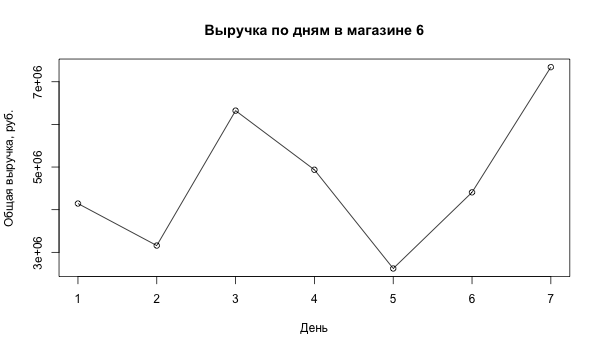 Выручка по дням в магазине 6
Общая выручка, руб.
7e+06
5e+06
3e+06
1 2 3 4 5 6 7
День